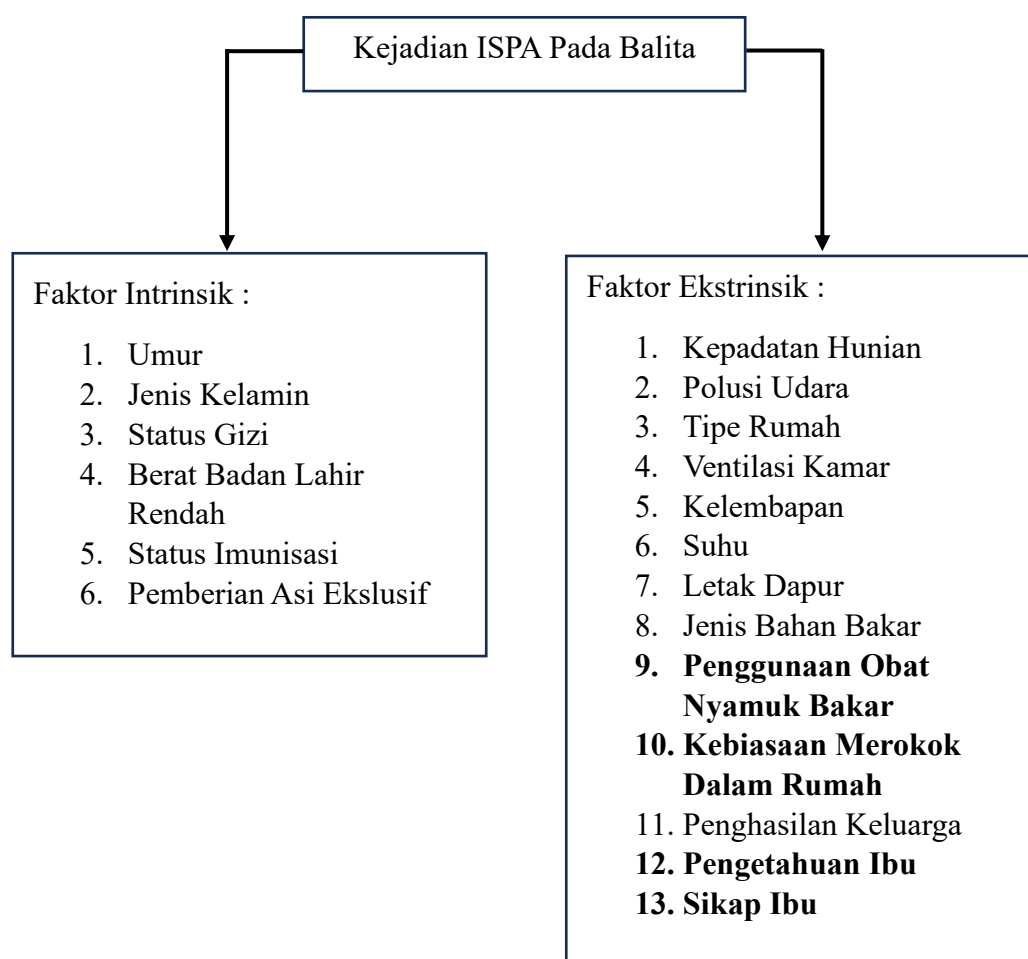 Kejadian ISPA Pada Balita
Faktor Intrinsik :
1. Umur
2. Jenis Kelamin
3. Status Gizi
4. Berat Badan Lahir
Rendah
5. Status Imunisasi
6. Pemberian Asi Ekslusif
Faktor Ekstrinsik :
1. Kepadatan Hunian
2. Polusi Udara
3. Tipe Rumah
4. Ventilasi Kamar
5. Kelembapan
6. Suhu
7. Letak Dapur
8. Jenis Bahan Bakar
9. Penggunaan Obat
Nyamuk Bakar
10. Kebiasaan Merokok
Dalam Rumah
11. Penghasilan Keluarga
12. Pengetahuan Ibu
13. Sikap Ibu